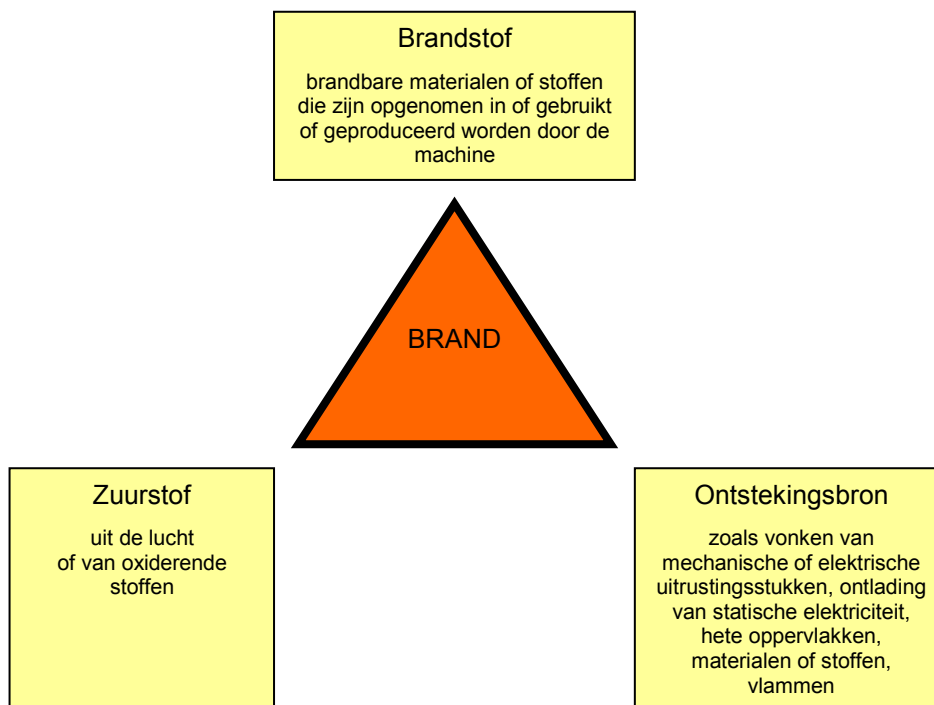 Brandstof
brandbare materialen of stoffen
die zijn opgenomen in of gebruikt
of geproduceerd worden door de
machine
BRAND
Zuurstof
uit de lucht
of van oxiderende
stoffen
Ontstekingsbron
zoals vonken van
mechanische of elektrische
uitrustingsstukken, ontlading
van statische elektriciteit,
hete oppervlakken,
materialen of stoffen,
vlammen